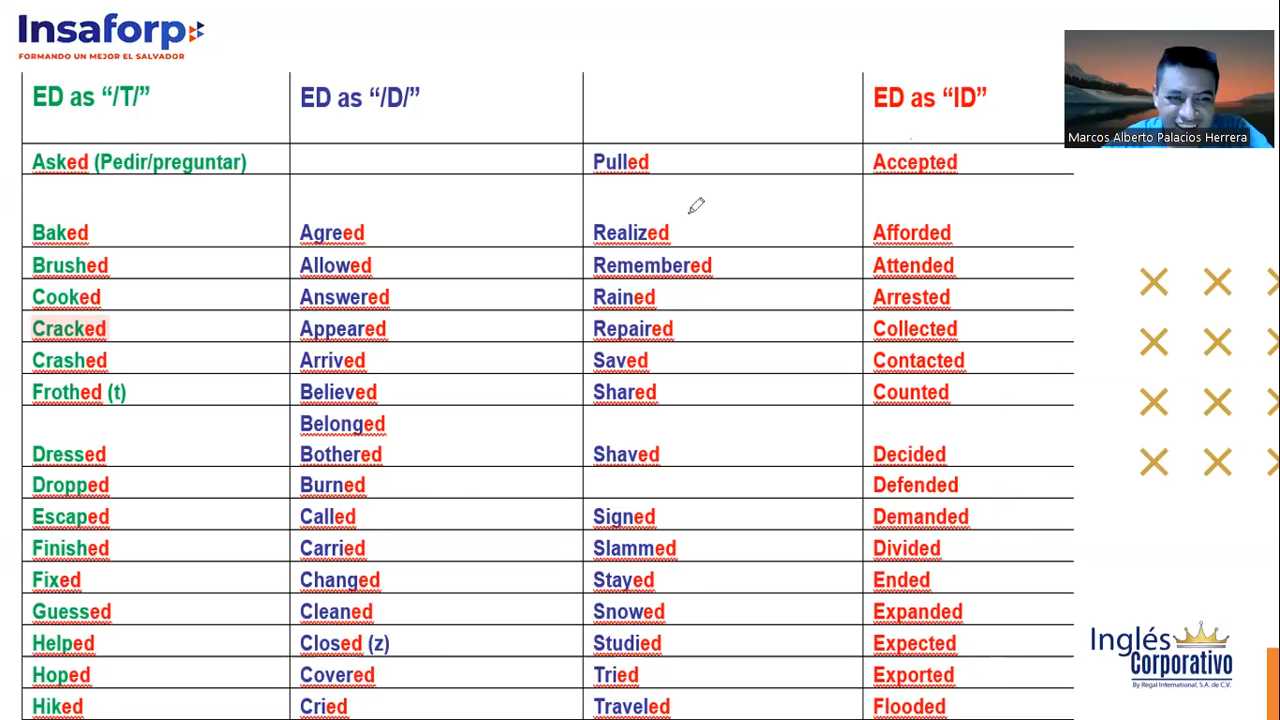 Insaforp
FORMANDO UN MEJOR EL SALVADOR
Marcos Alberto Palacios Herrera
ED as “/T/” ED as “/D/” ED as “ID”
Asked (Pedir/preguntar) Pulled Accepted
Baked Agreed Realized Afforded
Brushed Allowed Remembered Attended
Cooked Answered Rained Arrested
Cracked Appeared Repaired Collected
Crashed Arrived Saved Contacted
Frothed (t) Believed Shared Counted
Belonged
Dressed Bothered Shaved Decided
Dropped Burned Defended
Escaped Called Signed Demanded
Finished Carried Slammed Divided
Fixed Changed Stayed Ended
Guessed Cleaned Snowed Expanded
Helped Closed (z) Studied Expected
Hoped Covered Tried Exported
Hiked Cried Traveled Flooded
Inglés
Corporativo
By Regal International, S.A. de C.V.